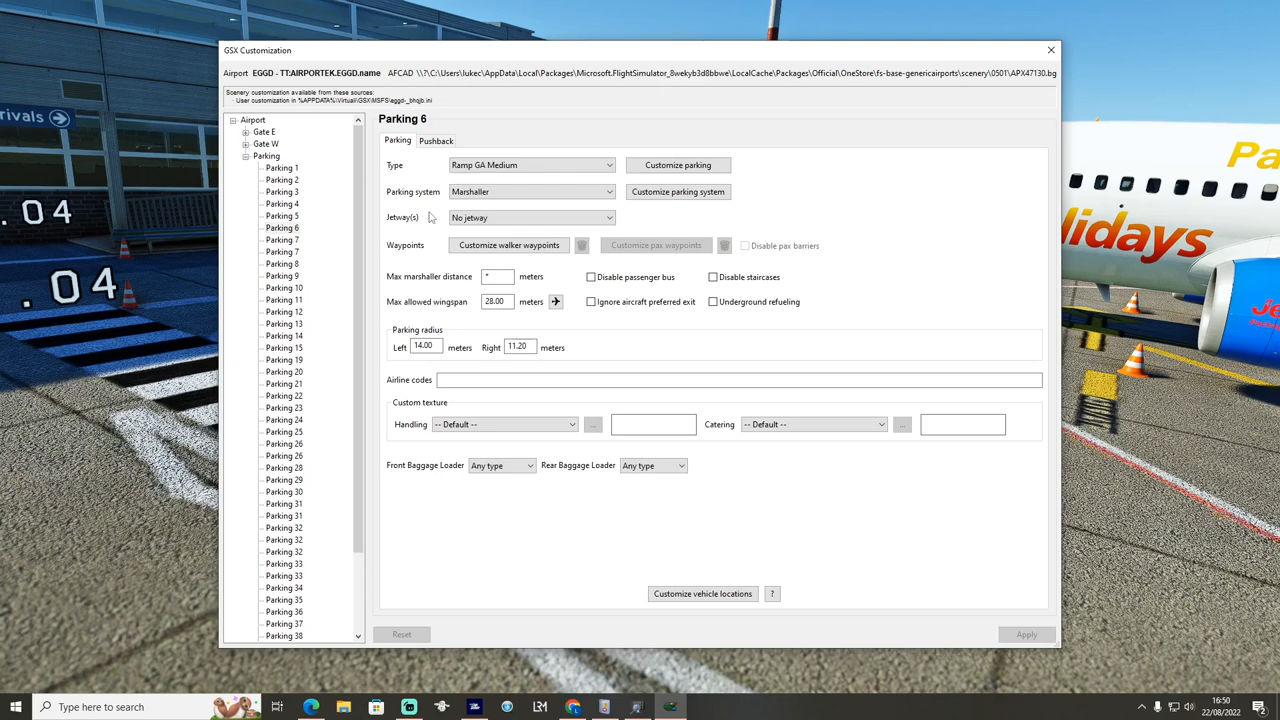 GSX Customization
Airport EGGD - TT:AIRPORTEK.EGGD.name AFCAD \\?\C:\Users\lukec\AppData\Local\Packages\Microsoft.FlightSimulator_8wekyb3d8bbwe\LocalCache\Packages\Official\OneStore\fs-base-genericairports\scenery\0501\APX47130.bg
Scenery customization available from these sources:
- User customization in %APPDATA%\Virtuali\GSX\MSFS\eggd-_bhqjb.ini
Airport
Gate E
Gate W
Parking
Parking 1
Parking 2
Parking 3
Parking 4
Parking 5
Parking 6
Parking 7
Parking 7
Parking 8
Parking 9
Parking 10
Parking 11
Parking 12
Parking 13
Parking 14
Parking 15
Parking 19
Parking 20
Parking 21
Parking 22
Parking 23
Parking 24
Parking 25
Parking 26
Parking 26
Parking 28
Parking 29
Parking 30
Parking 31
Parking 31
Parking 32
Parking 32
Parking 32
Parking 33
Parking 33
Parking 34
Parking 35
Parking 36
Parking 37
Parking 38
Parking 6
Parking Pushback
Type Ramp GA Medium Customize parking
Parking system Marshaller Customize parking system
Jetway(s) No jetway
Waypoints Customize walker waypoints Customize pax waypoints Disable pax barriers
Max marshaller distance * meters Disable passenger bus Disable staircases
Max allowed wingspan 28.00 meters Ignore aircraft preferred exit Underground refueling
Parking radius
Left 14.00 meters Right 11.20 meters
Airline codes
Custom texture
Handling -- Default -- ... Catering -- Default -- ...
Front Baggage Loader Any type Rear Baggage Loader Any type
Customize vehicle locations ?
Reset Apply
rivals
.04
.04
olidays
Je
Type here to search
16:50
22/08/2022